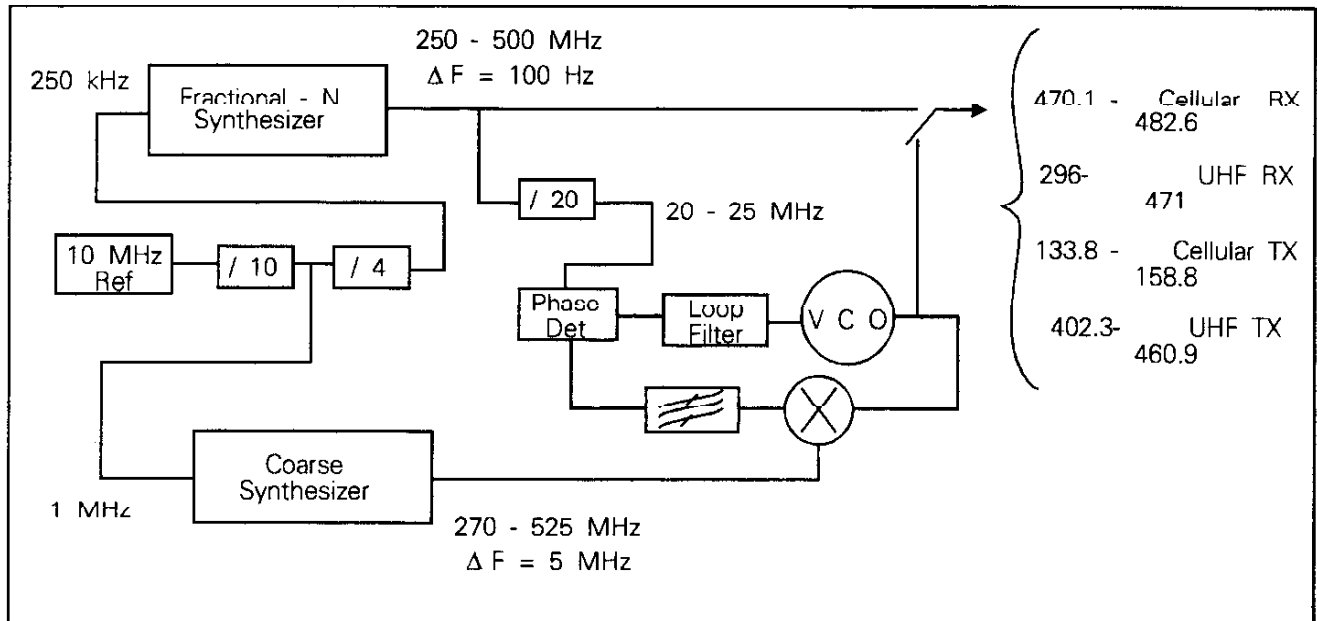 250 - 500 MHz
Δ F = 100 Hz
250 kHz
Fractional - N
Synthesizer
470.1 - Cellular RX
482.6
296- UHF RX
471
133.8 - Cellular TX
158.8
402.3- UHF TX
460.9
/ 20
20 - 25 MHz
10 MHz
Ref
/ 10
/ 4
Phase
Det
Loop
Filter
V C O
Coarse
Synthesizer
1 MHz
270 - 525 MHz
Δ F = 5 MHz